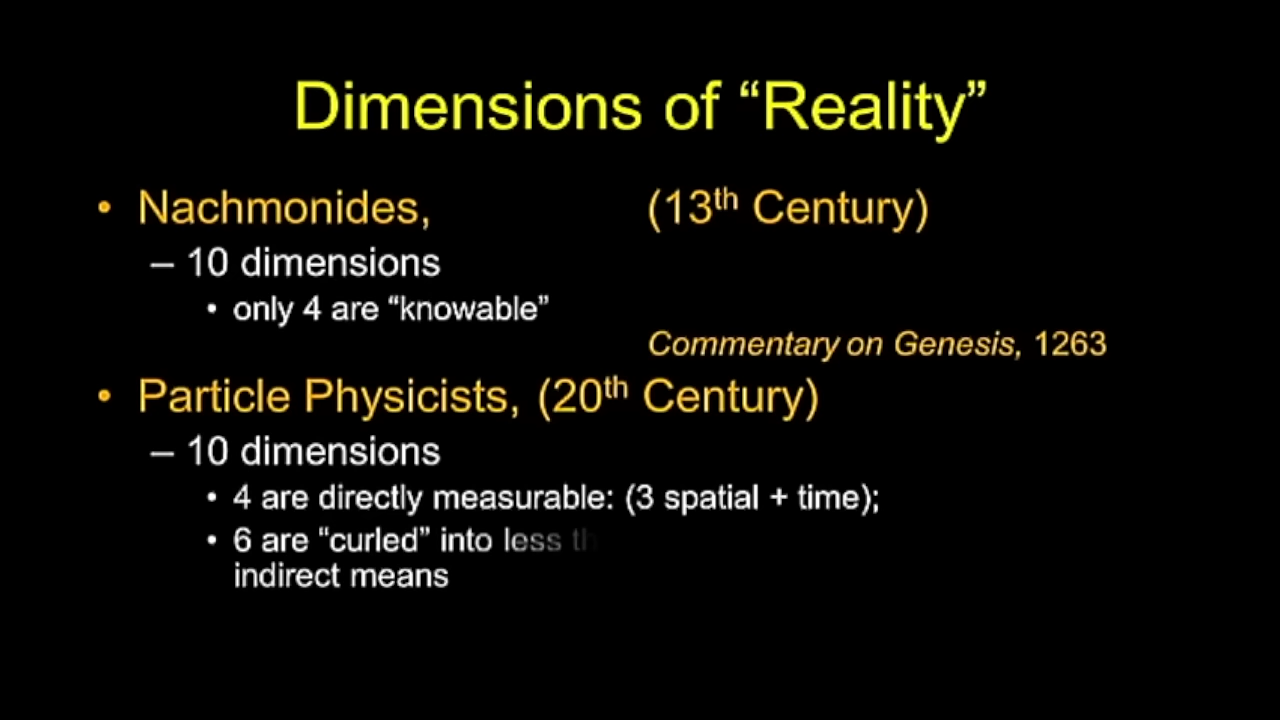 Dimensions of “Reality”
• Nachmonides, (13th Century)
– 10 dimensions
• only 4 are “knowable”
Commentary on Genesis, 1263
• Particle Physicists, (20th Century)
– 10 dimensions
• 4 are directly measurable: (3 spatial + time);
• 6 are “curled” into less
indirect means